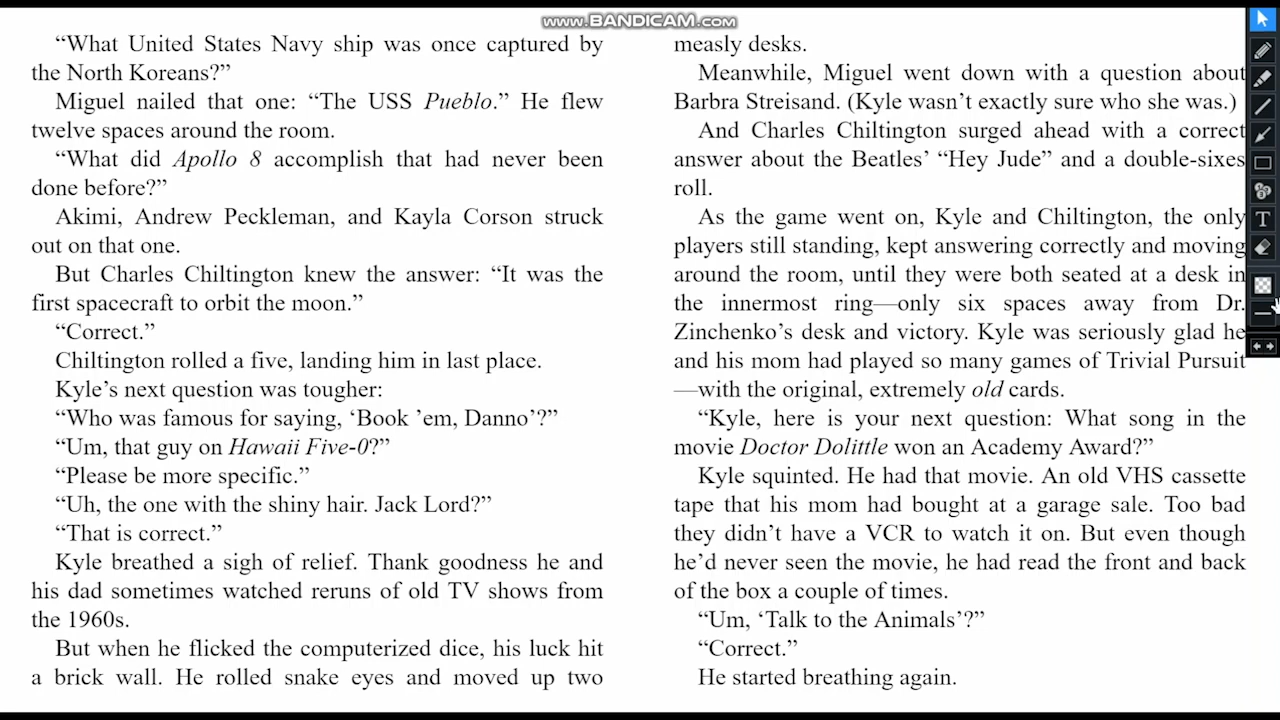 www.BANDICAM.com
“What United States Navy ship was once captured by
the North Koreans?”
Miguel nailed that one: “The USS Pueblo.” He flew
twelve spaces around the room.
“What did Apollo 8 accomplish that had never been
done before?”
Akimi, Andrew Peckleman, and Kayla Corson struck
out on that one.
But Charles Chiltington knew the answer: “It was the
first spacecraft to orbit the moon.”
“Correct.”
Chiltington rolled a five, landing him in last place.
Kyle’s next question was tougher:
“Who was famous for saying, ‘Book ’em, Danno’?”
“Um, that guy on Hawaii Five-0?”
“Please be more specific.”
“Uh, the one with the shiny hair. Jack Lord?”
“That is correct.”
Kyle breathed a sigh of relief. Thank goodness he and
his dad sometimes watched reruns of old TV shows from
the 1960s.
But when he flicked the computerized dice, his luck hit
a brick wall. He rolled snake eyes and moved up two
measly desks.
Meanwhile, Miguel went down with a question about
Barbra Streisand. (Kyle wasn’t exactly sure who she was.)
And Charles Chiltington surged ahead with a correct
answer about the Beatles’ “Hey Jude” and a double-sixes
roll.
As the game went on, Kyle and Chiltington, the only
players still standing, kept answering correctly and moving
around the room, until they were both seated at a desk in
the innermost ring—only six spaces away from Dr.
Zinchenko’s desk and victory. Kyle was seriously glad he
and his mom had played so many games of Trivial Pursuit
—with the original, extremely old cards.
“Kyle, here is your next question: What song in the
movie Doctor Dolittle won an Academy Award?”
Kyle squinted. He had that movie. An old VHS cassette
tape that his mom had bought at a garage sale. Too bad
they didn’t have a VCR to watch it on. But even though
he’d never seen the movie, he had read the front and back
of the box a couple of times.
“Um, ‘Talk to the Animals’?”
“Correct.”
He started breathing again.